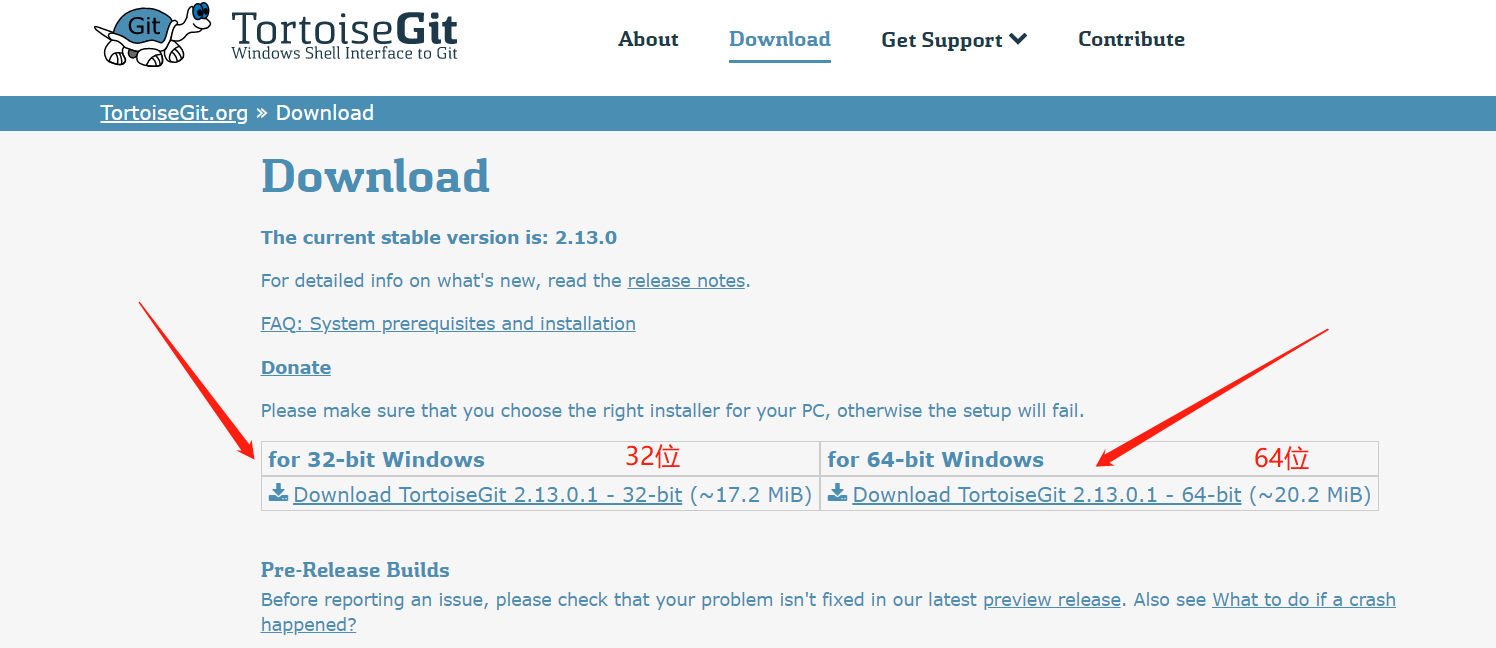 Git
TortoiseGit
Windows Shell Interface to Git
About Download Get Support Contribute
TortoiseGit.org » Download
Download
The current stable version is: 2.13.0
For detailed info on what's new, read the release notes.
FAQ: System prerequisites and installation
Donate
Please make sure that you choose the right installer for your PC, otherwise the setup will fail.
for 32-bit Windows 32位 for 64-bit Windows 64位
Download TortoiseGit 2.13.0.1 - 32-bit (~17.2 MiB) Download TortoiseGit 2.13.0.1 - 64-bit (~20.2 MiB)
Pre-Release Builds
Before reporting an issue, please check that your problem isn't fixed in our latest preview release. Also see What to do if a crash
happened?